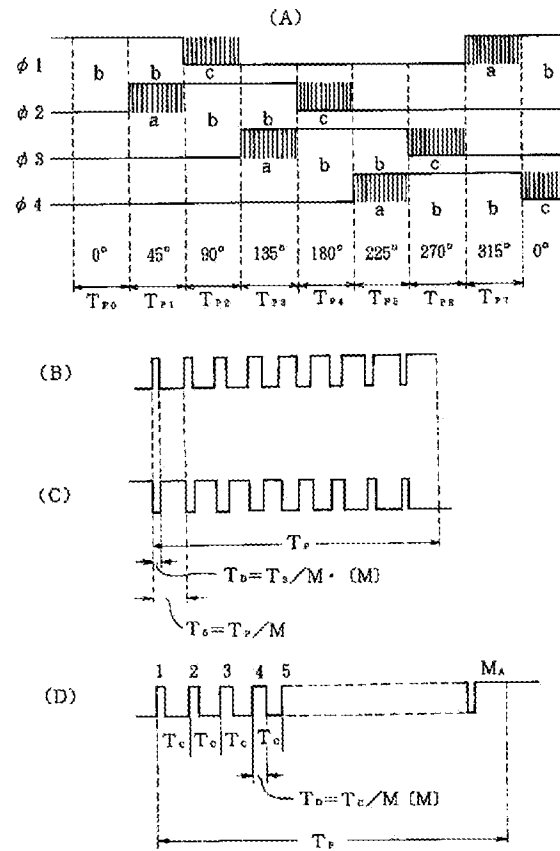 (A)
φ1 b b c a b
φ2 a b b c
φ3 a b b c
φ4 a b b c
0° 45° 90° 135° 180° 225° 270° 315° 0°
TP0 TP1 TP2 TP3 TP4 TP5 TP6 TP7
(B)
(C)
TP
TD=TS/M·(M)
TS=TP/M
1 2 3 4 5 MA
(D)
TC TC TC TC
TD=TC/M (M)
TP